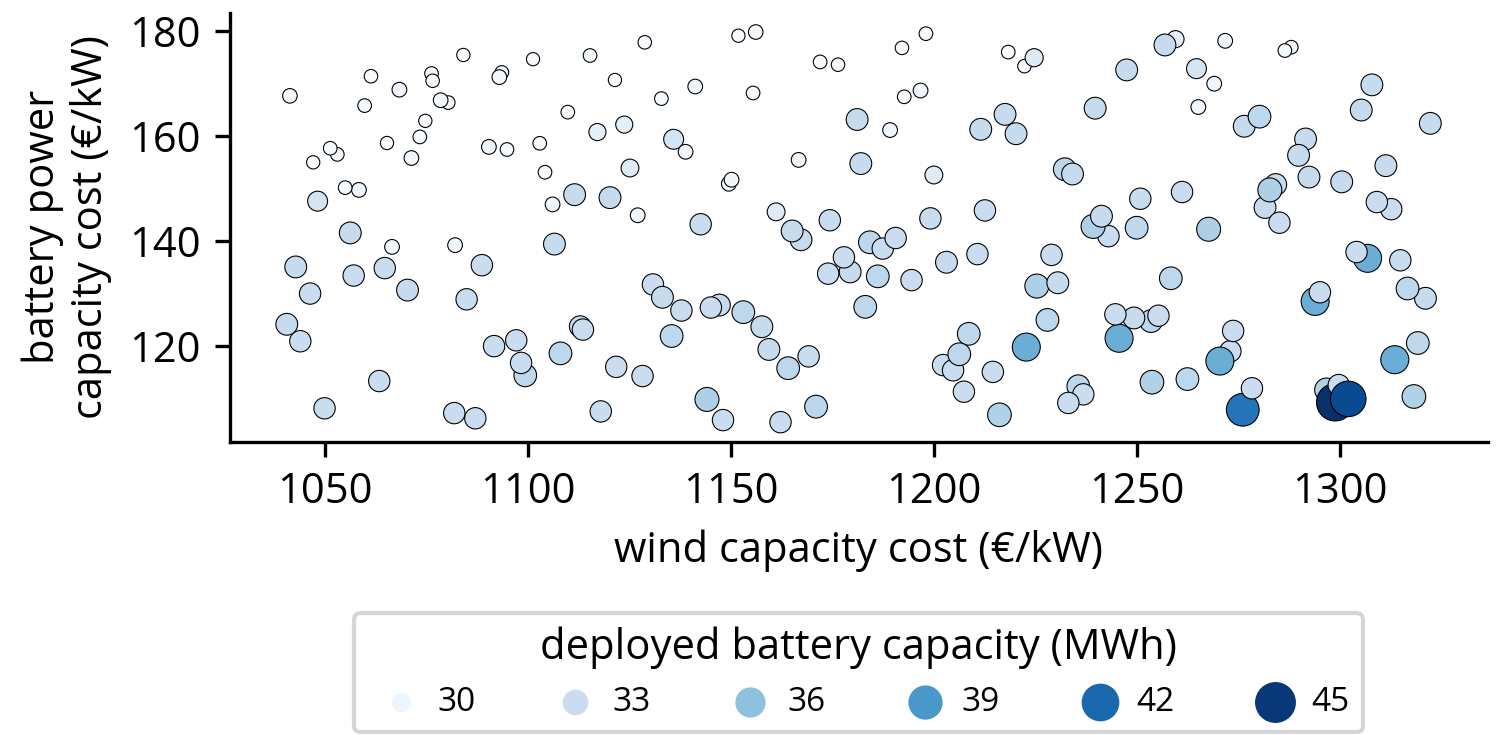 battery power
capacity cost (€/kW)
180
160
140
120
1050 1100 1150 1200 1250 1300
wind capacity cost (€/kW)
deployed battery capacity (MWh)
30 33 36 39 42 45